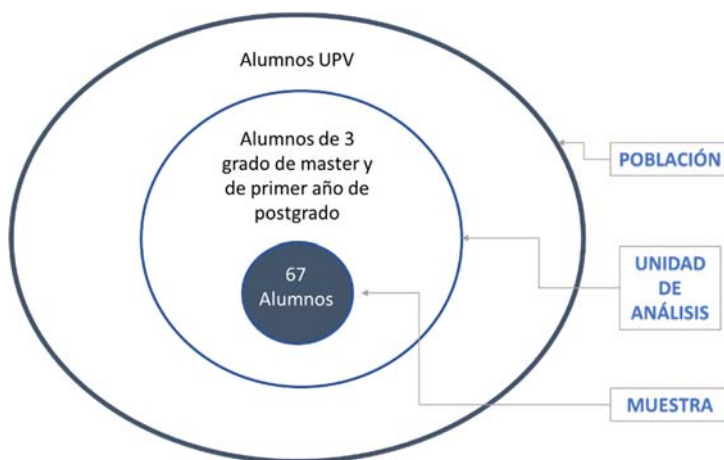 Alumnos UPV
Alumnos de 3
grado de master y
de primer año de
postgrado
67
Alumnos
POBLACIÓN
UNIDAD
DE
ANÁLISIS
MUESTRA